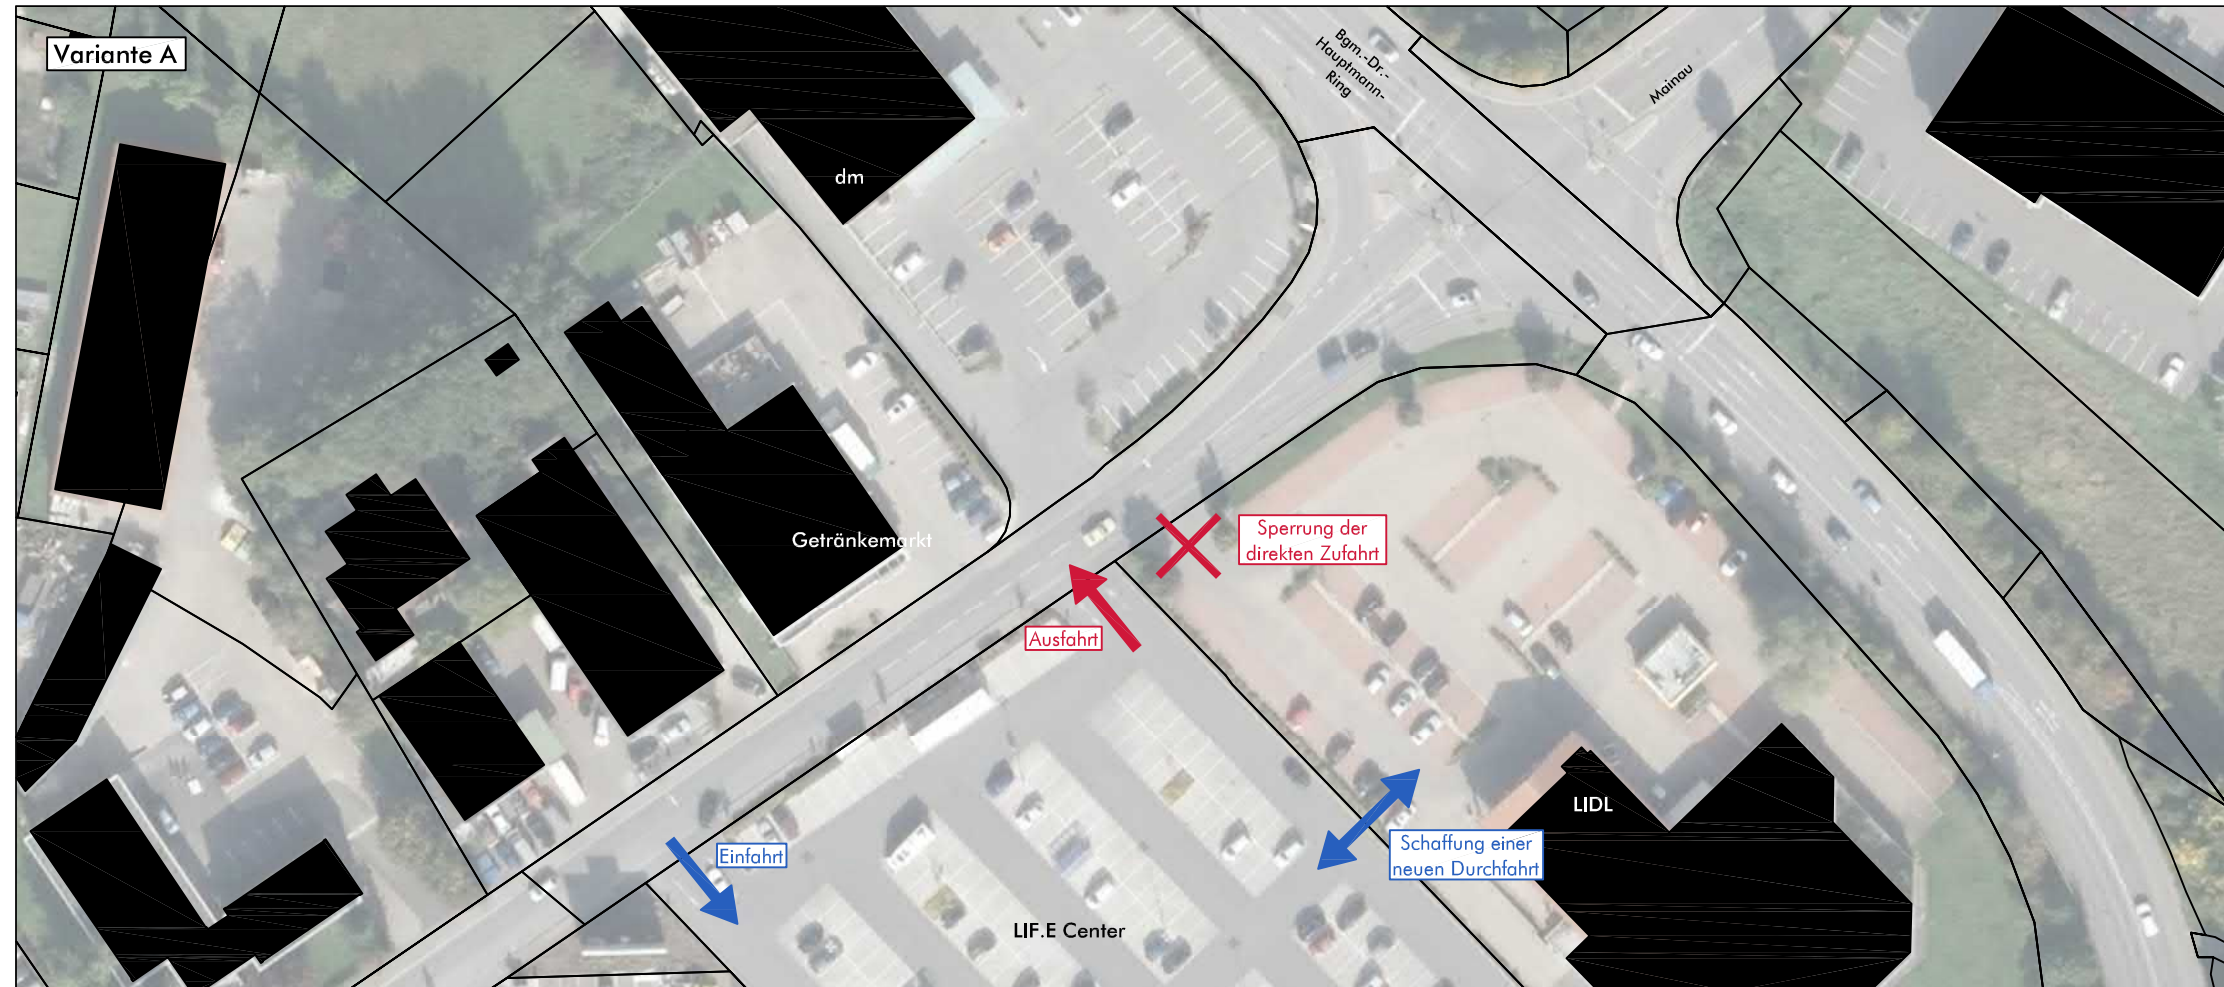 Variante A
Bgm.-Dr.-
Hauptmann-
Ring
Mainau
dm
Getränkemarkt
Sperrung der
direkten Zufahrt
Ausfahrt
Einfahrt
LIDL
Schaffung einer
neuen Durchfahrt
LIF.E Center